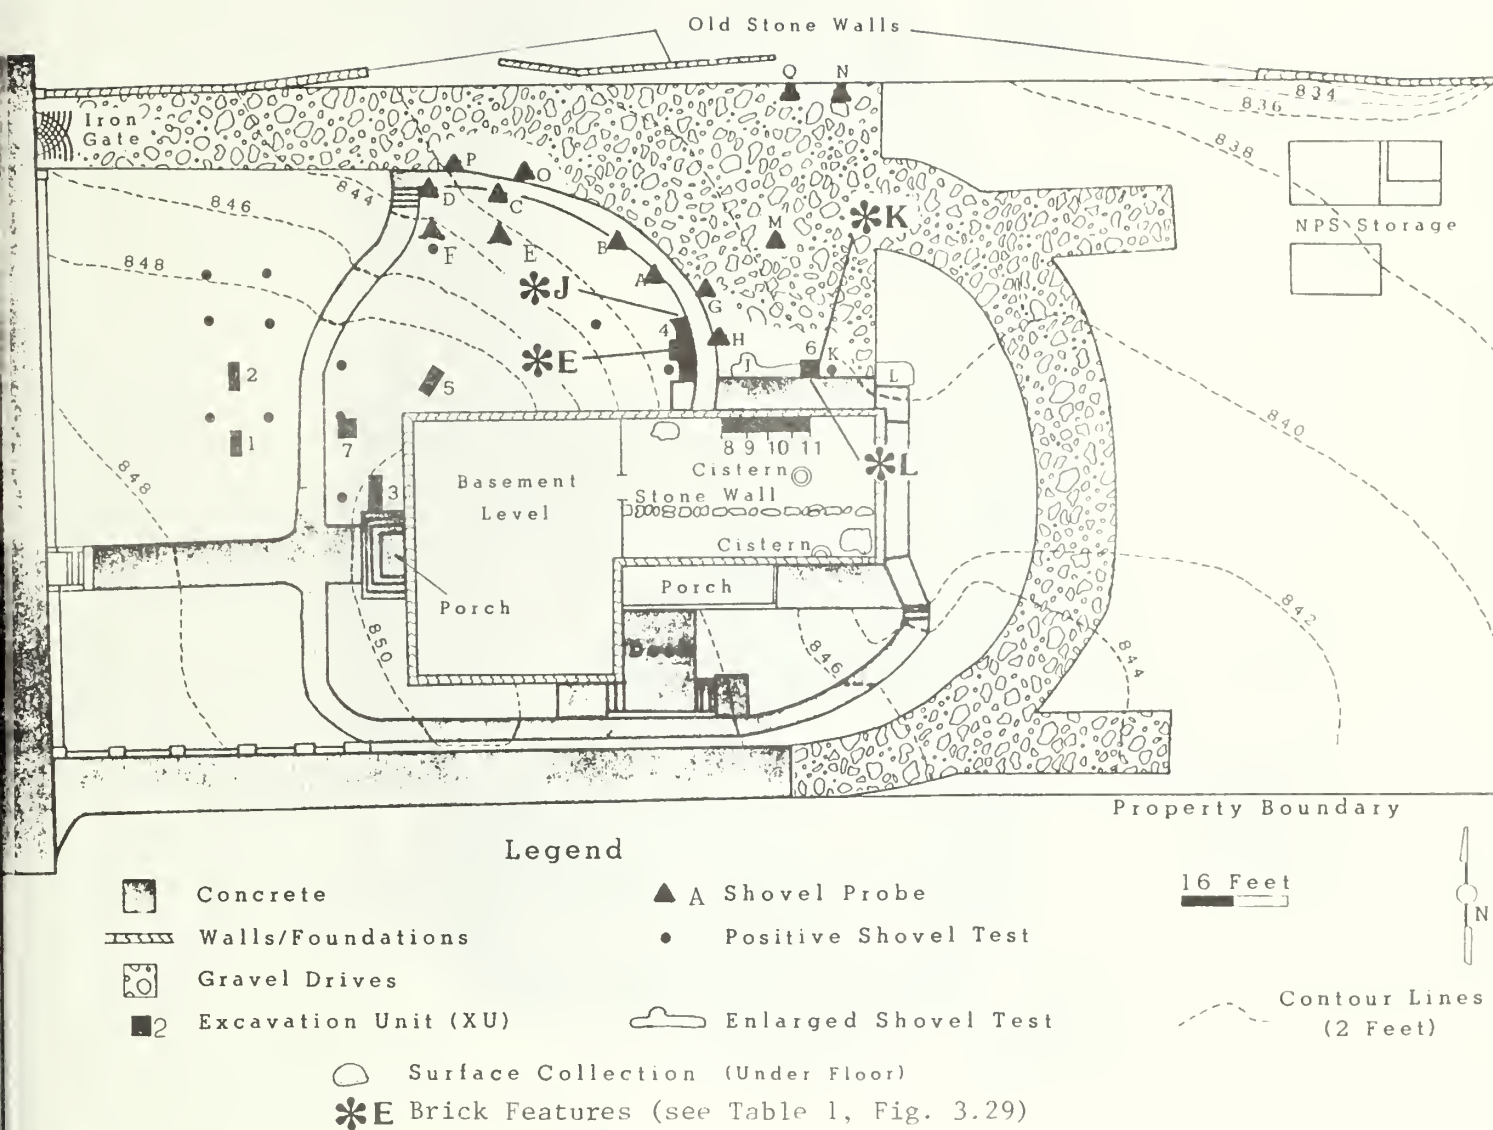 Old Stone Walls
Q N
834
836
838
Iron
Gate
P
O
844
846
D
C
M
✻K
NPS Storage
F
E
B
848
A
✻J
G
4
H
✻E
6
K
I
L
2
5
840
1
7
8 9 10 11
✻L
848
Basement
Level
Cistern
3
Stone Wall
Cistern
Porch
Porch
850
846
842
844
Property Boundary
Legend
Concrete
▲ A Shovel Probe
16 Feet
N
Walls/Foundations
● Positive Shovel Test
Gravel Drives
■2 Excavation Unit (XU)
Enlarged Shovel Test
Contour Lines
(2 Feet)
Surface Collection (Under Floor)
✻E Brick Features (see Table 1, Fig. 3.29)